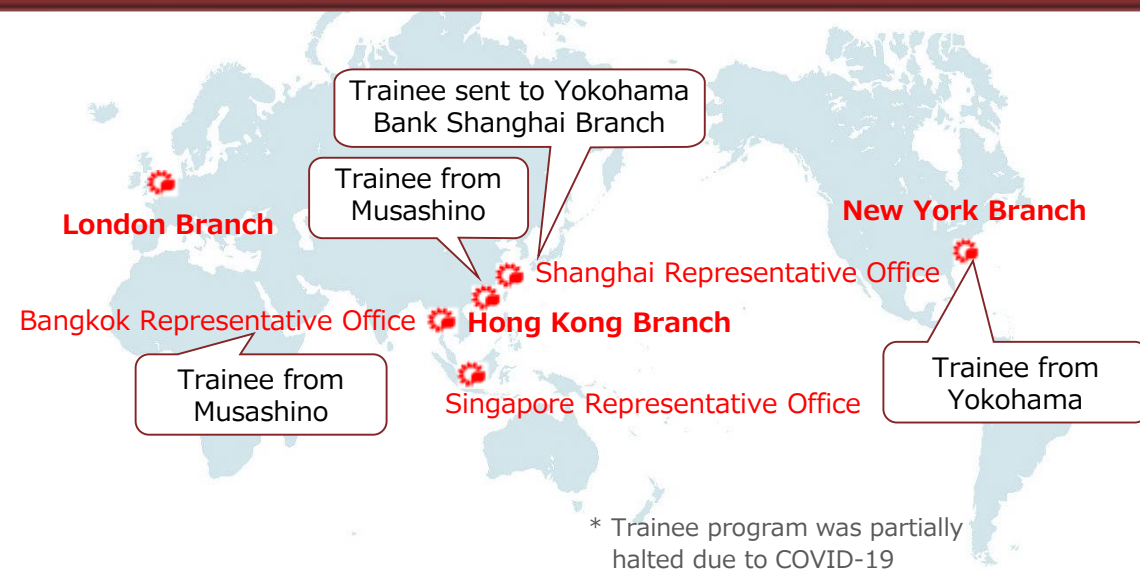 Trainee sent to Yokohama
Bank Shanghai Branch
Trainee from
Musashino
London Branch
New York Branch
Shanghai Representative Office
Bangkok Representative Office
Hong Kong Branch
Trainee from
Musashino
Trainee from
Yokohama
Singapore Representative Office
* Trainee program was partially
halted due to COVID-19